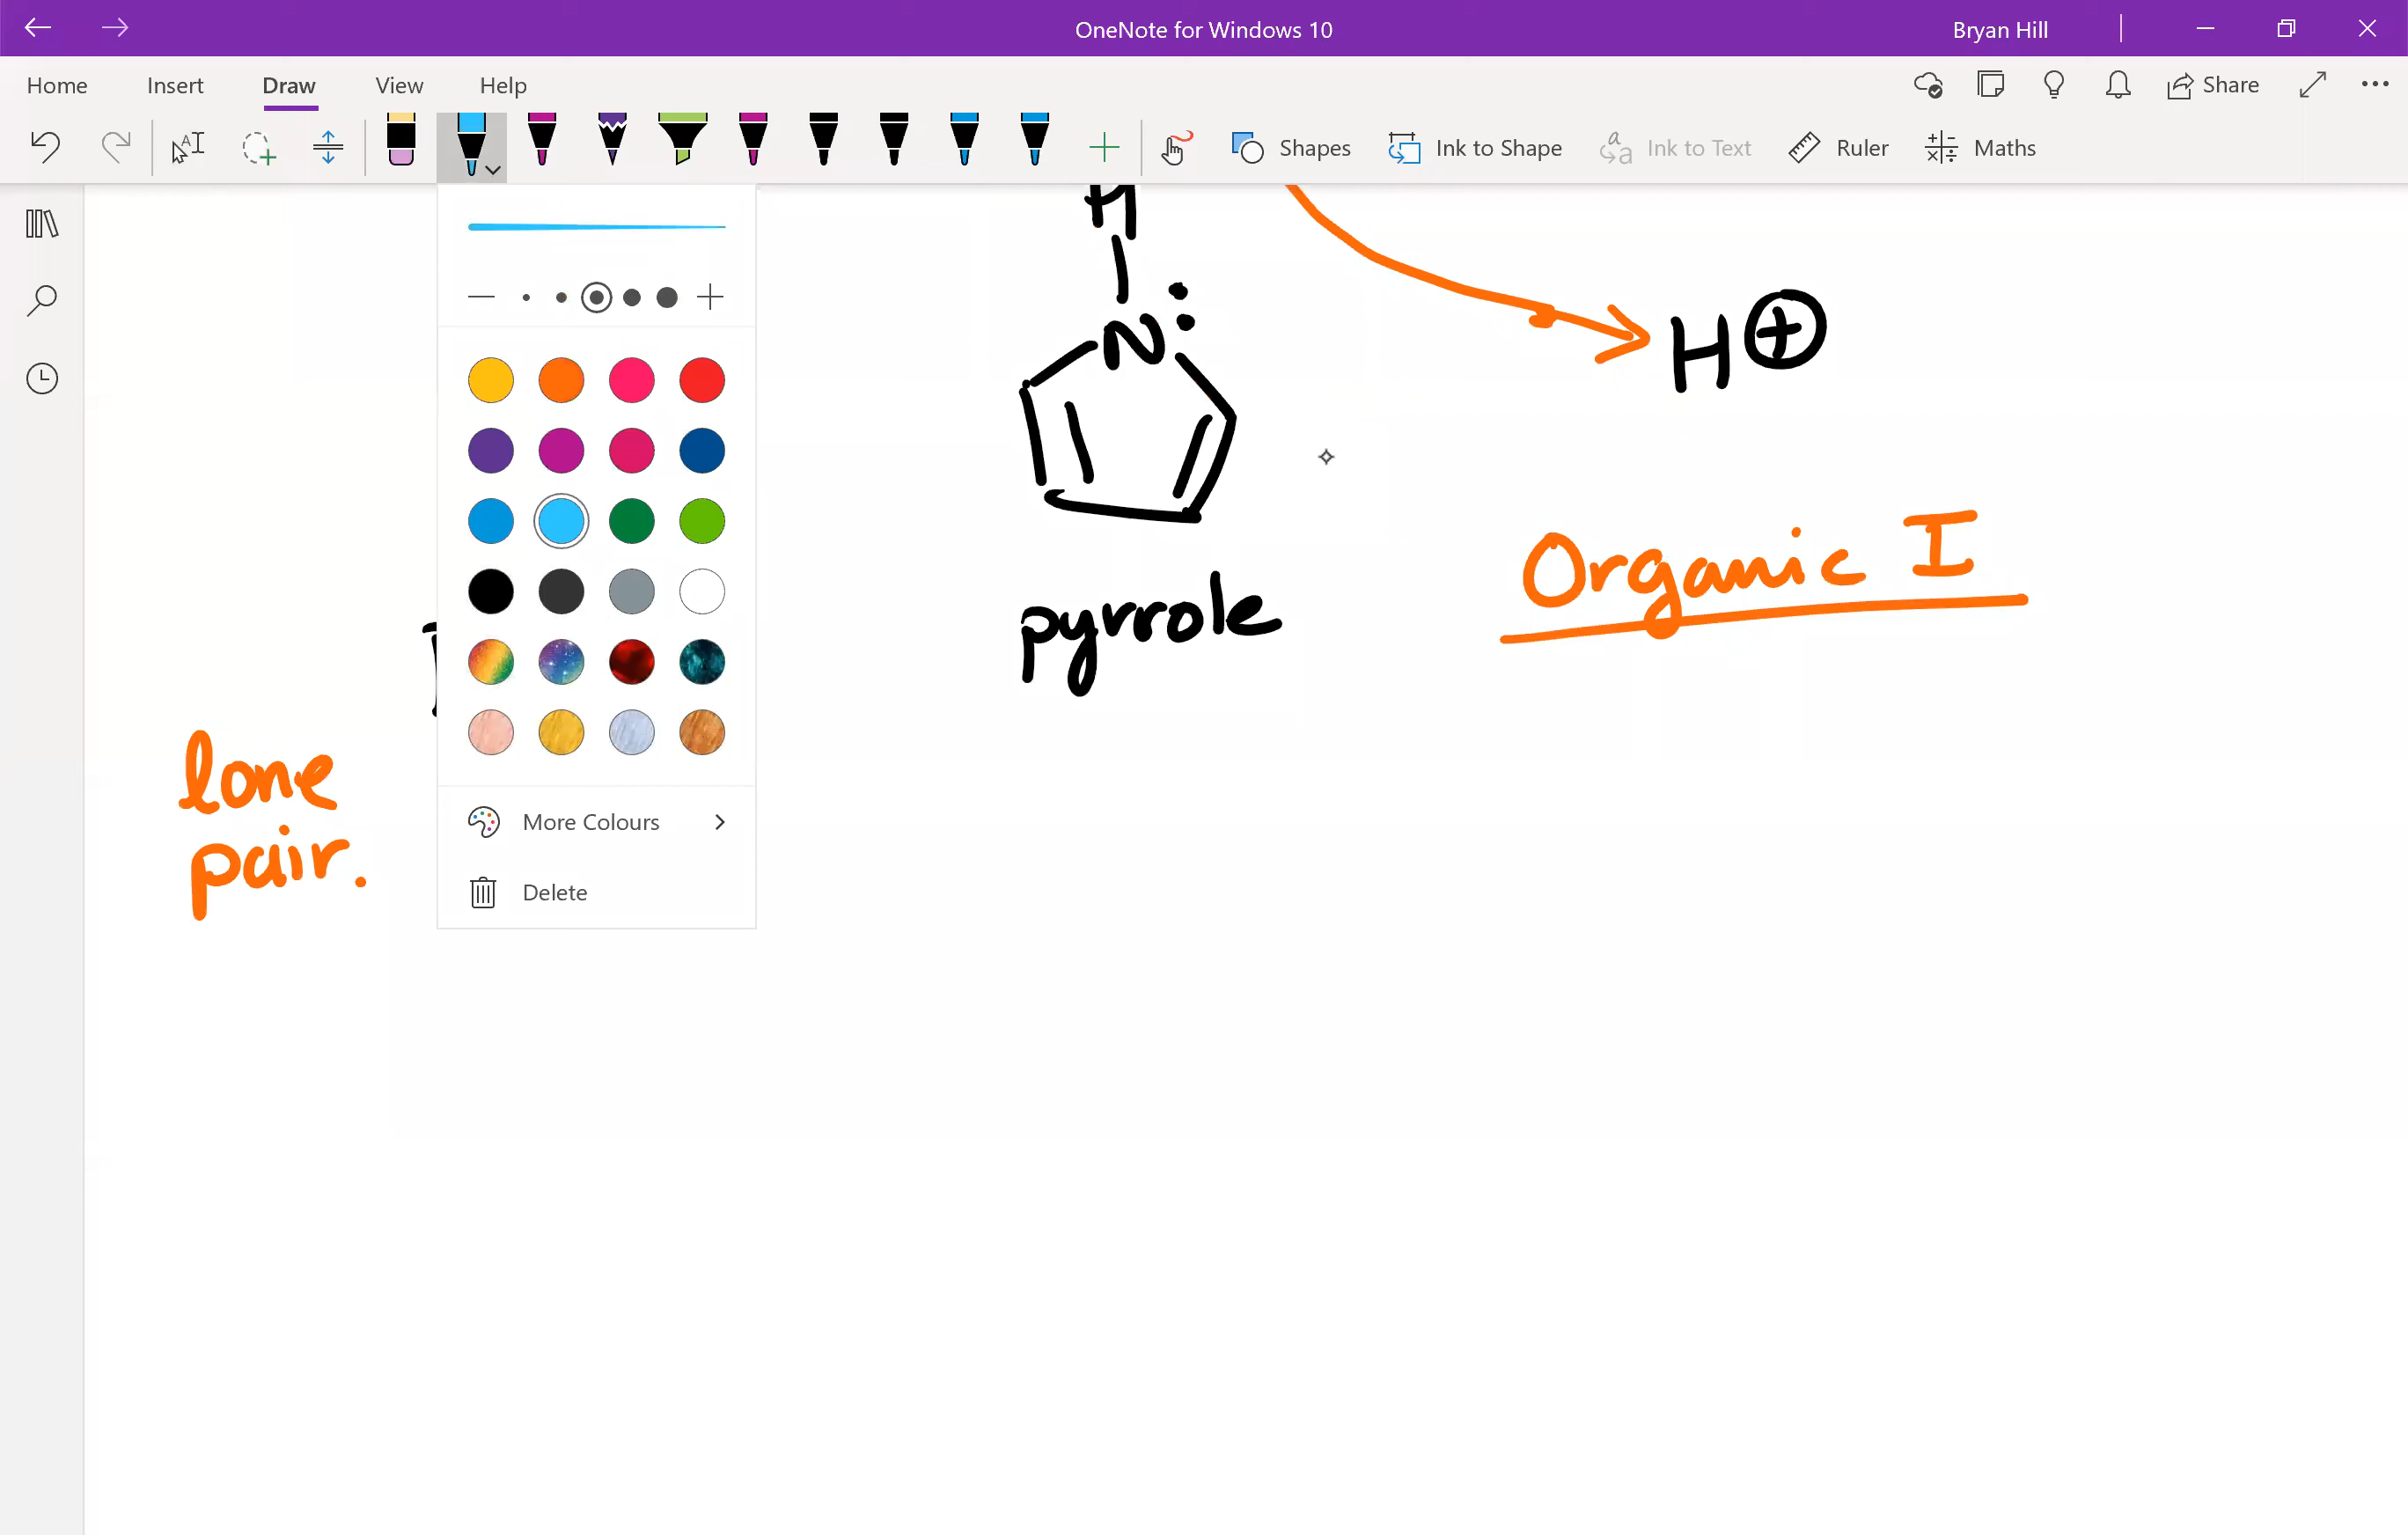 OneNote for Windows 10
Bryan Hill
Home Insert Draw View Help
Share
Shapes Ink to Shape Ink to Text Ruler Maths
H
N:
H⊕
Organic I
pyrrole
lone
pair.
More Colours
Delete